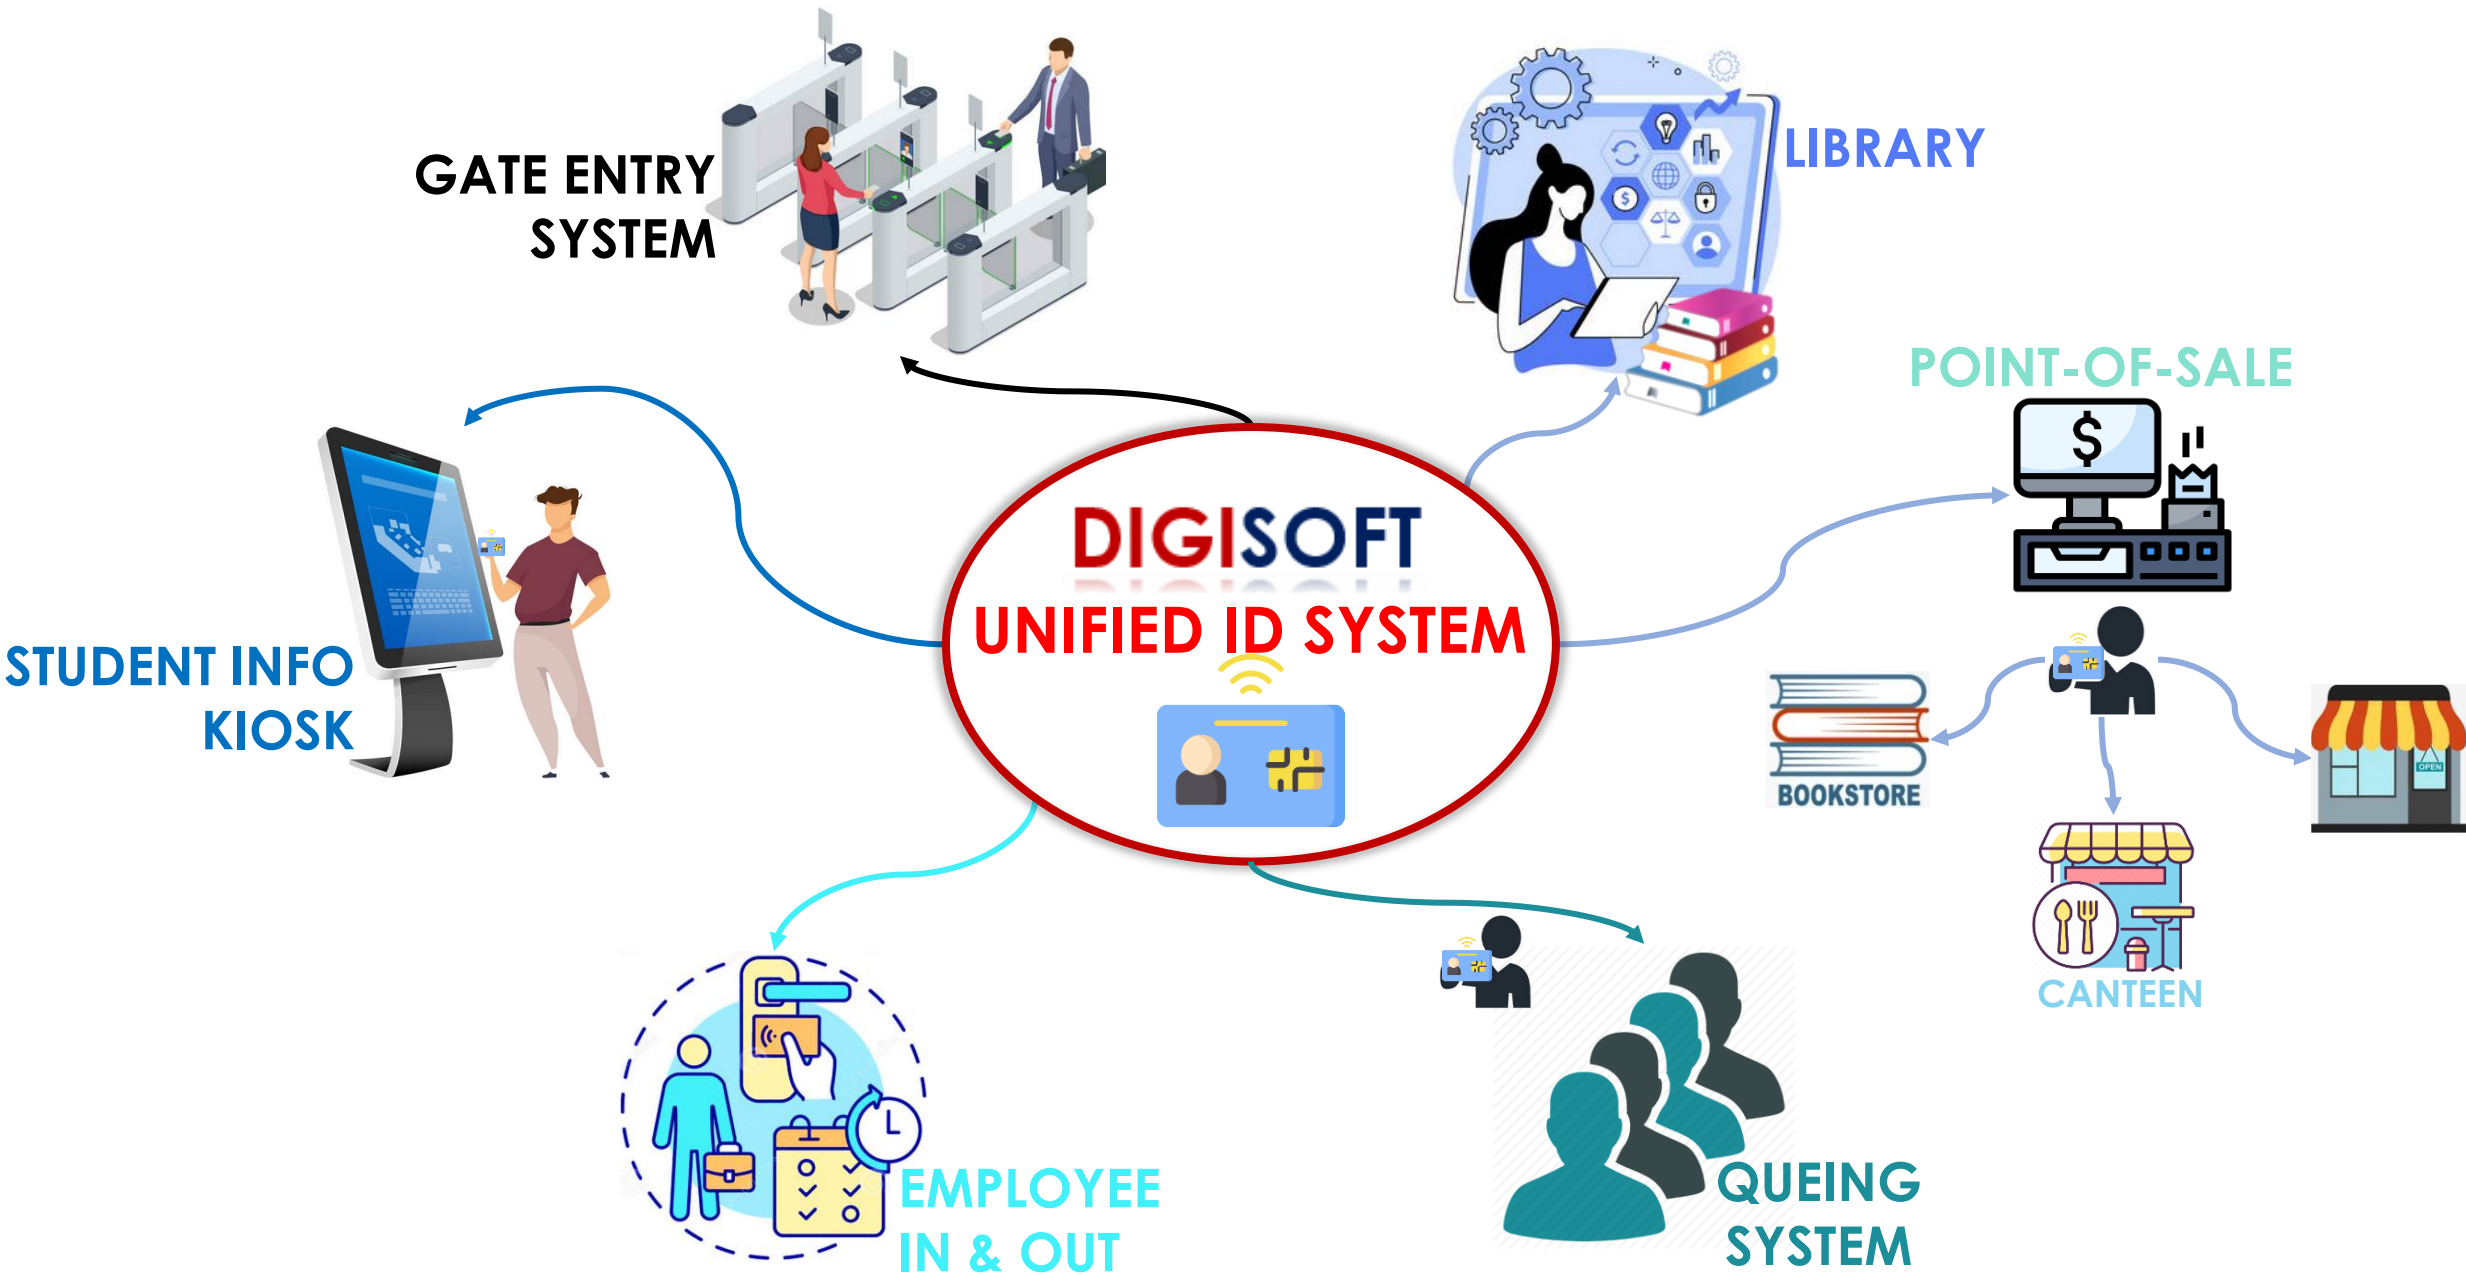 GATE ENTRY
SYSTEM
LIBRARY
POINT-OF-SALE
$
$
DIGISOFT
UNIFIED ID SYSTEM
STUDENT INFO
KIOSK
BOOKSTORE
OPEN
CANTEEN
EMPLOYEE
IN & OUT
QUEING
SYSTEM